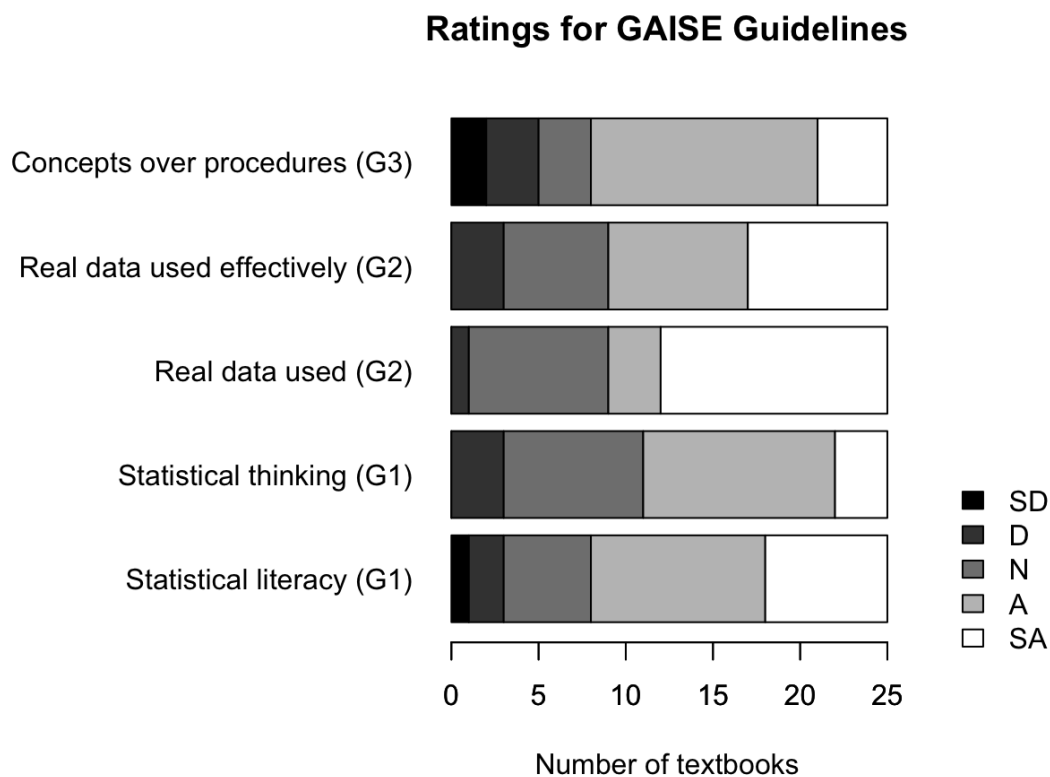 Ratings for GAISE Guidelines
Concepts over procedures (G3)
Real data used effectively (G2)
Real data used (G2)
Statistical thinking (G1)
Statistical literacy (G1)
SD
D
N
A
SA
0 5 10 15 20 25
Number of textbooks